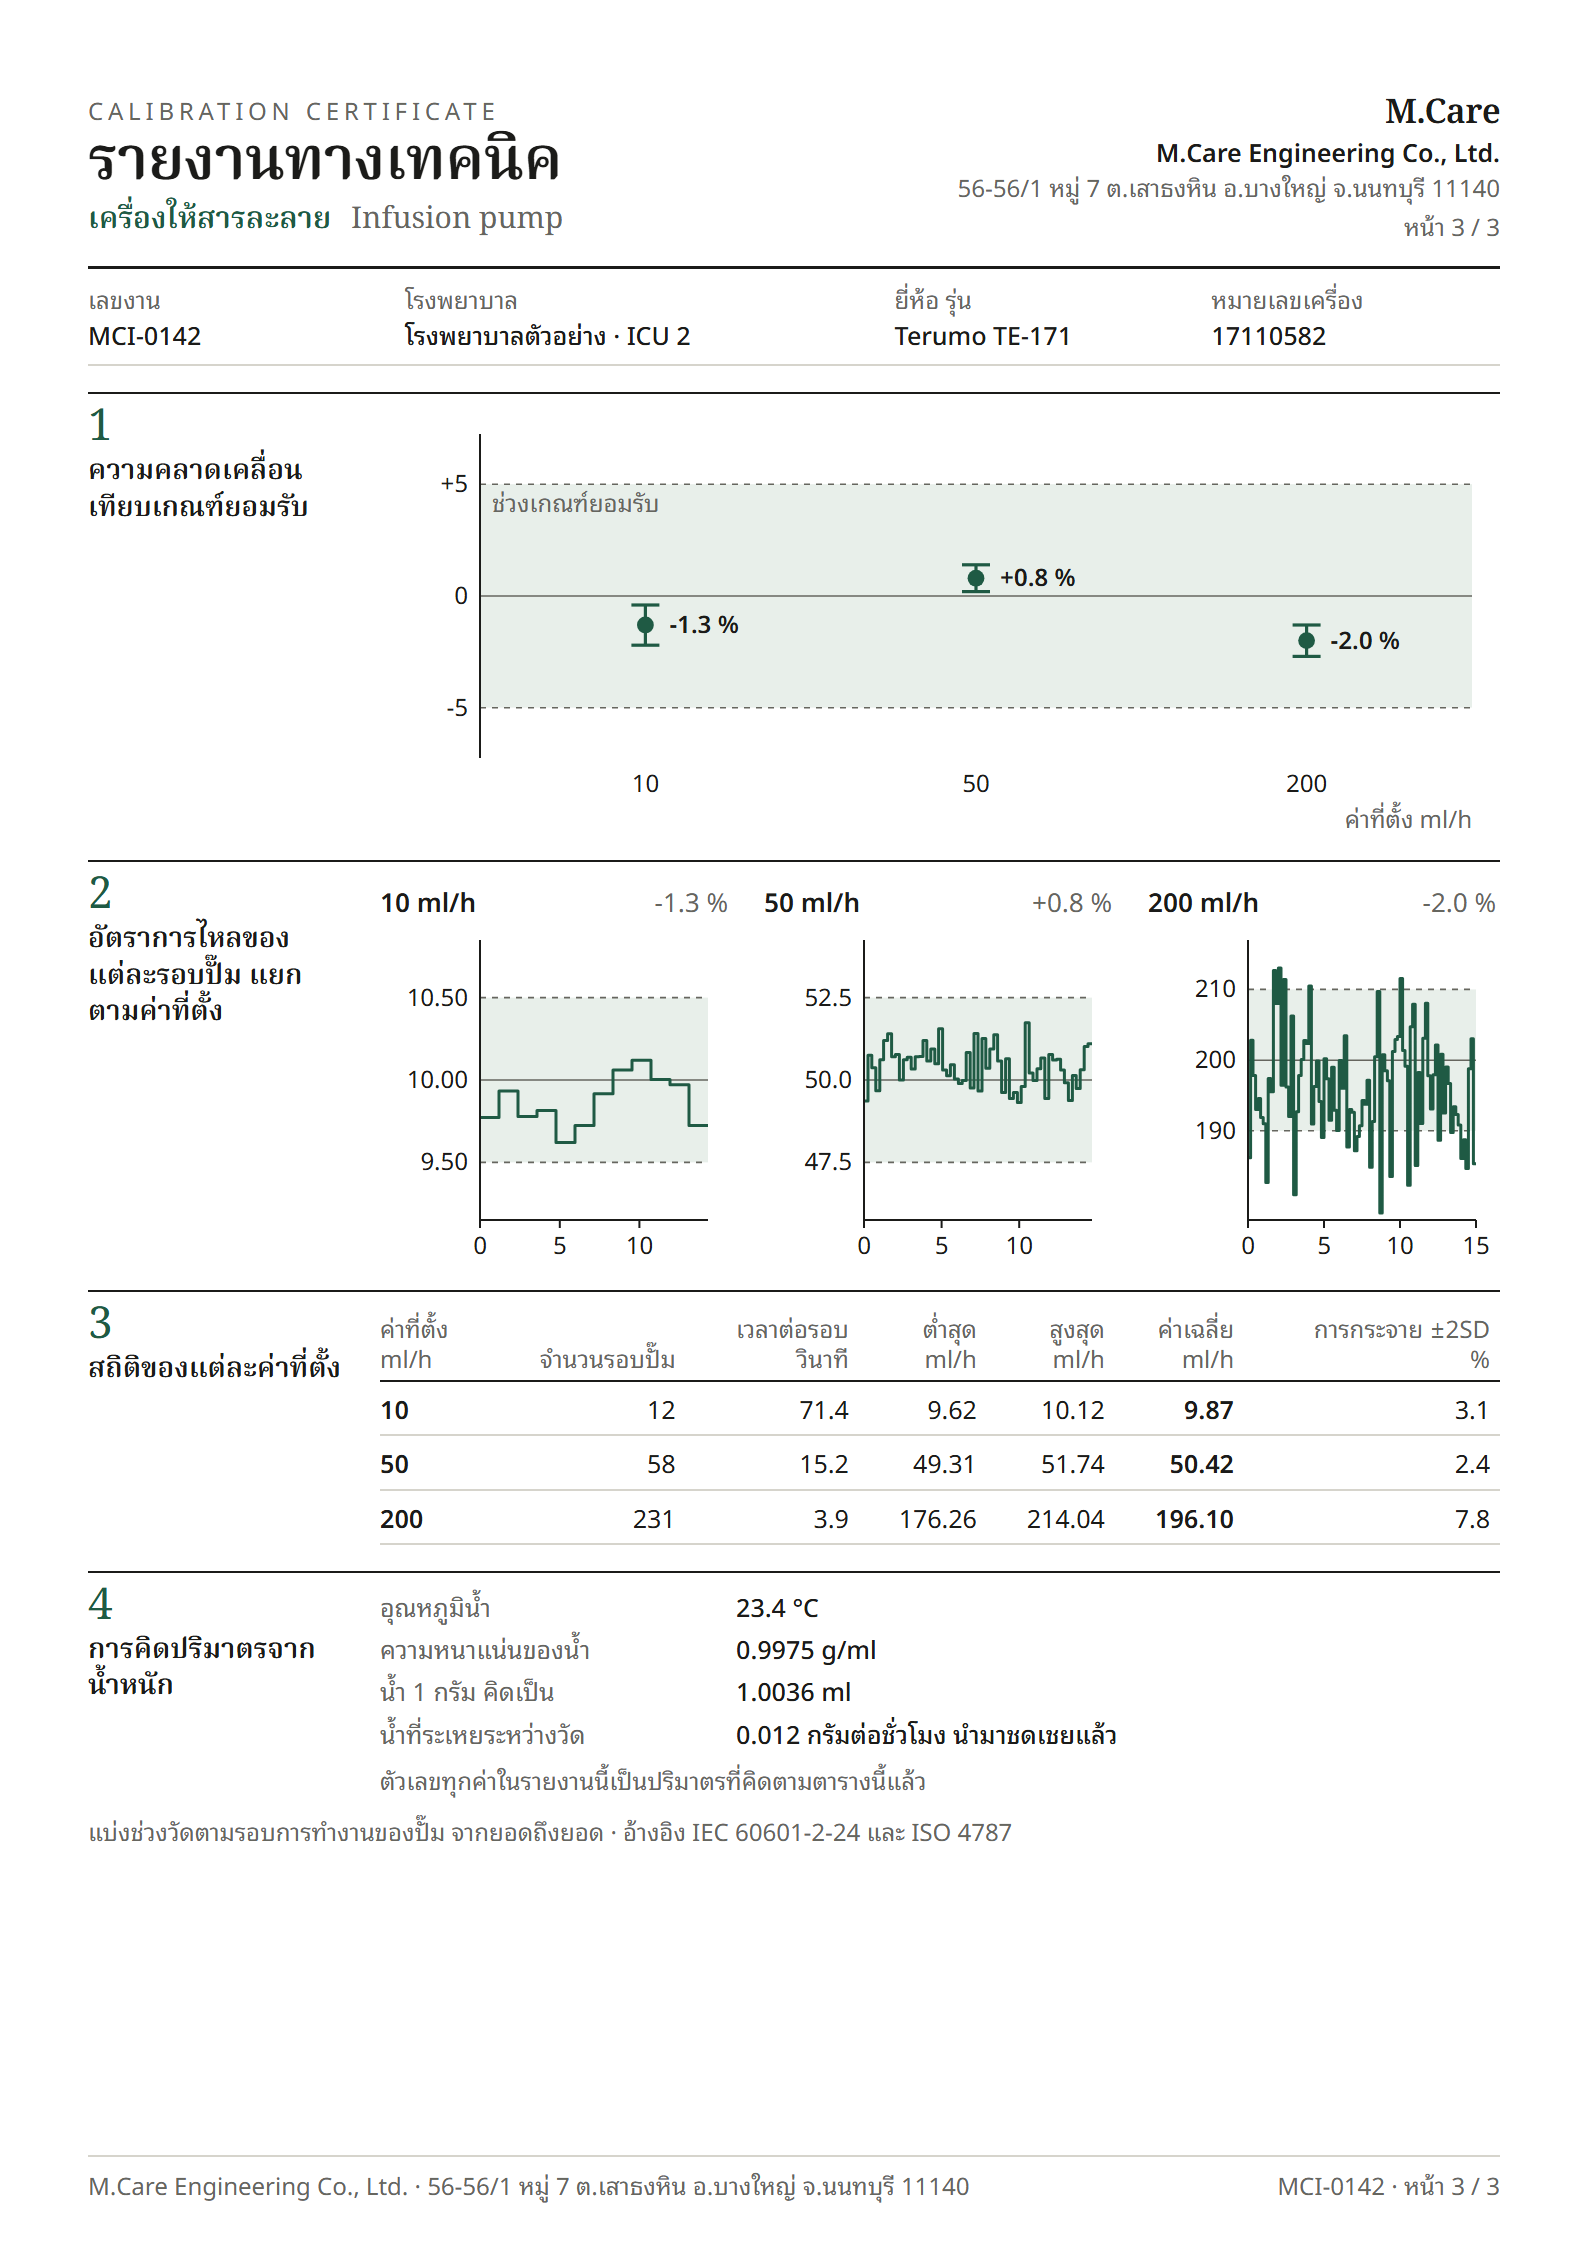 CALIBRATION CERTIFICATE
รายงานทางเทคนิค
เครื่องให้สารละลาย Infusion pump
M.Care
M.Care Engineering Co., Ltd.
56-56/1 หมู่ 7 ต.เสาธงหิน อ.บางใหญ่ จ.นนทบุรี 11140
หน้า 3 / 3
เลขงาน โรงพยาบาล ยี่ห้อ รุ่น หมายเลขเครื่อง
MCI-0142 โรงพยาบาลตัวอย่าง · ICU 2 Terumo TE-171 17110582
1
ความคลาดเคลื่อน
เทียบเกณฑ์ยอมรับ
+5
ช่วงเกณฑ์ยอมรับ
+0.8 %
0
-1.3 %
-2.0 %
-5
10 50 200
ค่าที่ตั้ง ml/h
2
อัตราการไหลของ
แต่ละรอบปั๊ม แยก
ตามค่าที่ตั้ง
10 ml/h -1.3 %
10.50
10.00
9.50
0 5 10
50 ml/h +0.8 %
52.5
50.0
47.5
0 5 10
200 ml/h -2.0 %
210
200
190
0 5 10 15
3
สถิติของแต่ละค่าที่ตั้ง
ค่าที่ตั้ง เวลาต่อรอบ ต่ำสุด สูงสุด ค่าเฉลี่ย การกระจาย ±2SD
ml/h จำนวนรอบปั๊ม วินาที ml/h ml/h ml/h %
10 12 71.4 9.62 10.12 9.87 3.1
50 58 15.2 49.31 51.74 50.42 2.4
200 231 3.9 176.26 214.04 196.10 7.8
4
การคิดปริมาตรจาก
น้ำหนัก
อุณหภูมิน้ำ 23.4 °C
ความหนาแน่นของน้ำ 0.9975 g/ml
น้ำ 1 กรัม คิดเป็น 1.0036 ml
น้ำที่ระเหยระหว่างวัด 0.012 กรัมต่อชั่วโมง นำมาชดเชยแล้ว
ตัวเลขทุกค่าในรายงานนี้เป็นปริมาตรที่คิดตามตารางนี้แล้ว
แบ่งช่วงวัดตามรอบการทำงานของปั๊ม จากยอดถึงยอด · อ้างอิง IEC 60601-2-24 และ ISO 4787
M.Care Engineering Co., Ltd. · 56-56/1 หมู่ 7 ต.เสาธงหิน อ.บางใหญ่ จ.นนทบุรี 11140
MCI-0142 · หน้า 3 / 3